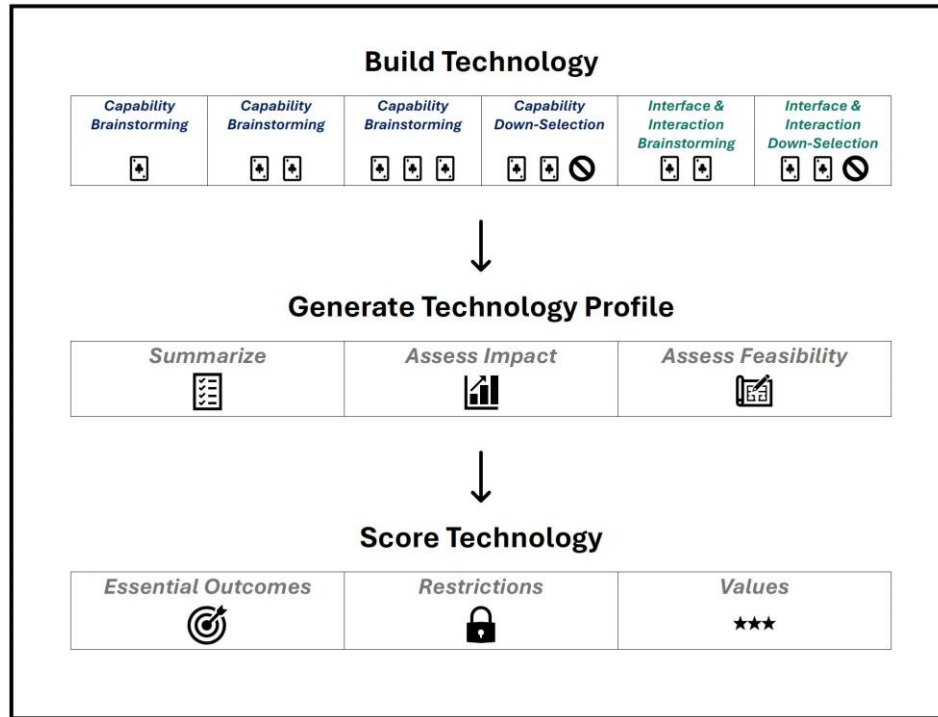 Build Technology
Capability
Brainstorming
Capability
Brainstorming
Capability
Brainstorming
Capability
Down-Selection
Interface &
Interaction
Brainstorming
Interface &
Interaction
Down-Selection
Generate Technology Profile
Summarize
Assess Impact
Assess Feasibility
Score Technology
Essential Outcomes
Restrictions
Values